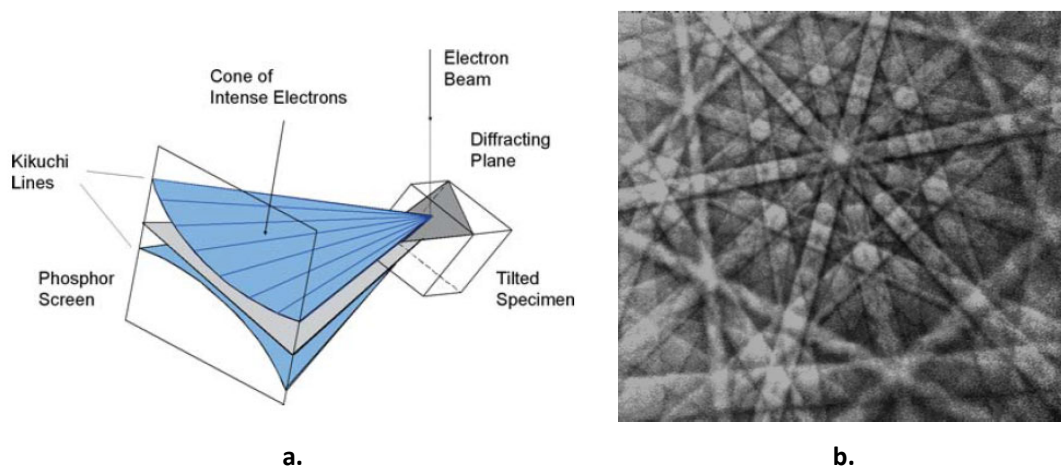 Cone of
Intense Electrons
Electron
Beam
Diffracting
Plane
Kikuchi
Lines
Phosphor
Screen
Tilted
Specimen
a.
b.